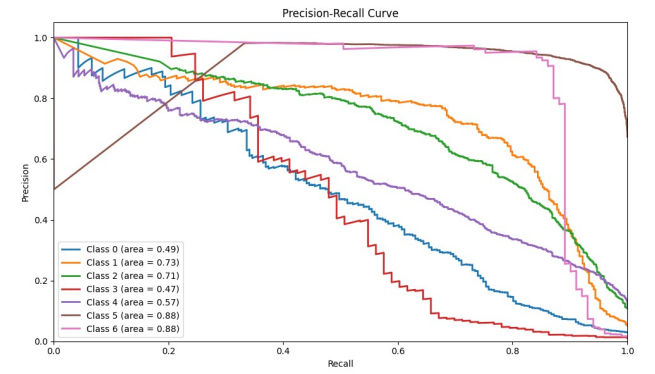 Precision-Recall Curve
1.0
0.8
0.6
0.4
0.2
0.0
Precision
Class 0 (area = 0.49)
Class 1 (area = 0.73)
Class 2 (area = 0.71)
Class 3 (area = 0.47)
Class 4 (area = 0.57)
Class 5 (area = 0.88)
Class 6 (area = 0.88)
0.0 0.2 0.4 0.6 0.8 1.0
Recall